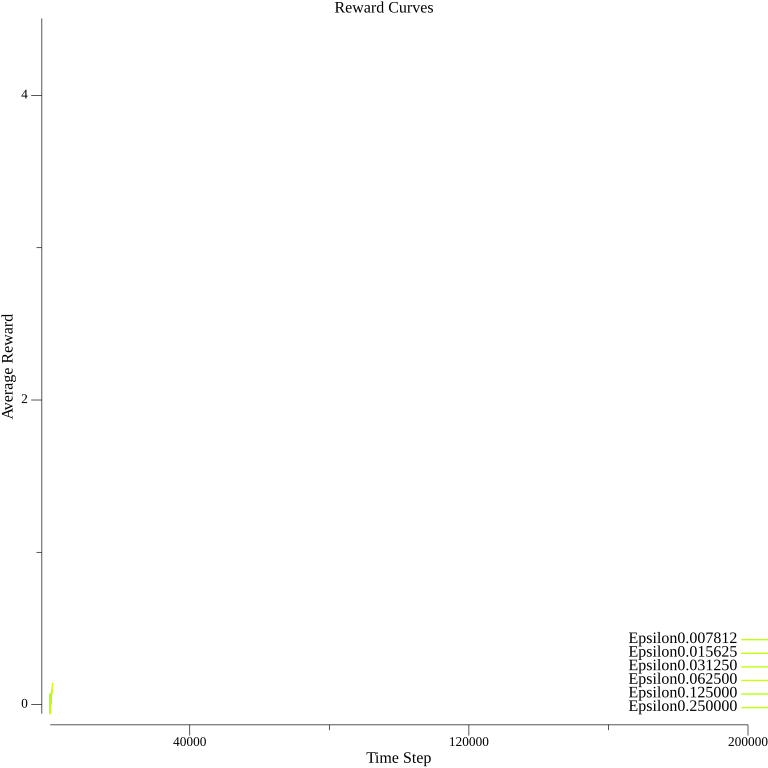 Reward Curves
4
2
0
Average Reward
Epsilon0.007812
Epsilon0.015625
Epsilon0.031250
Epsilon0.062500
Epsilon0.125000
Epsilon0.250000
40000 120000 200000
Time Step